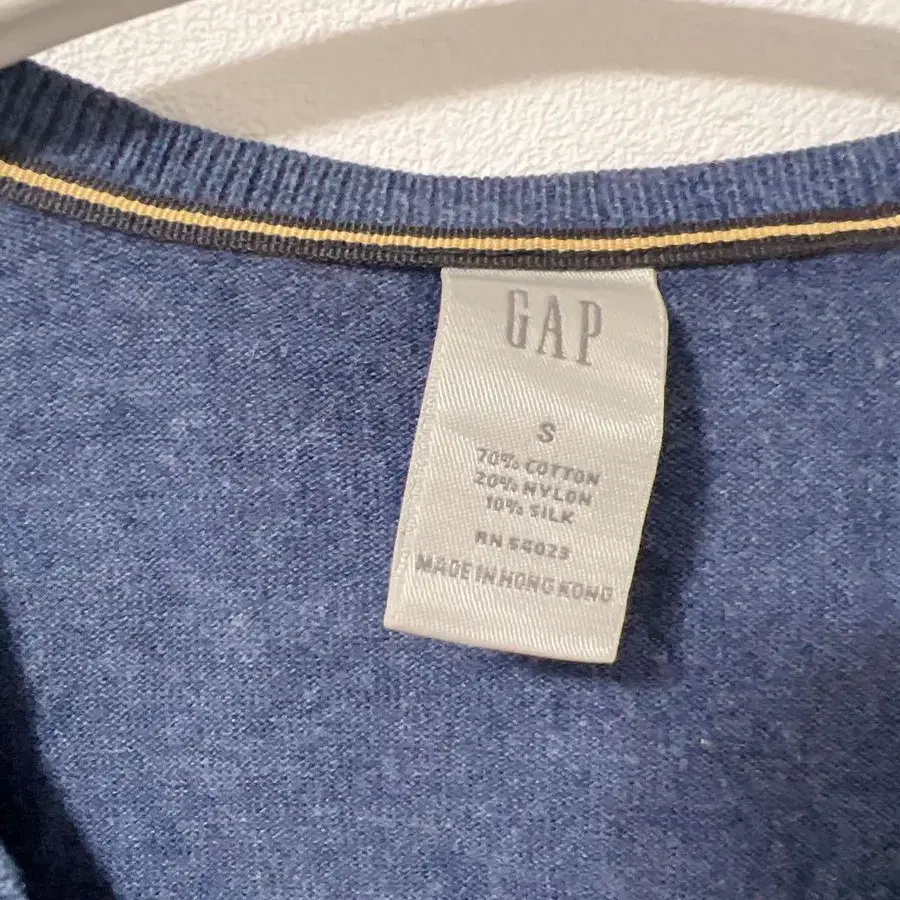 GAP
S
70% COTTON
20% NYLON
10% SILK
RN 54023
MADE IN HONG KONG